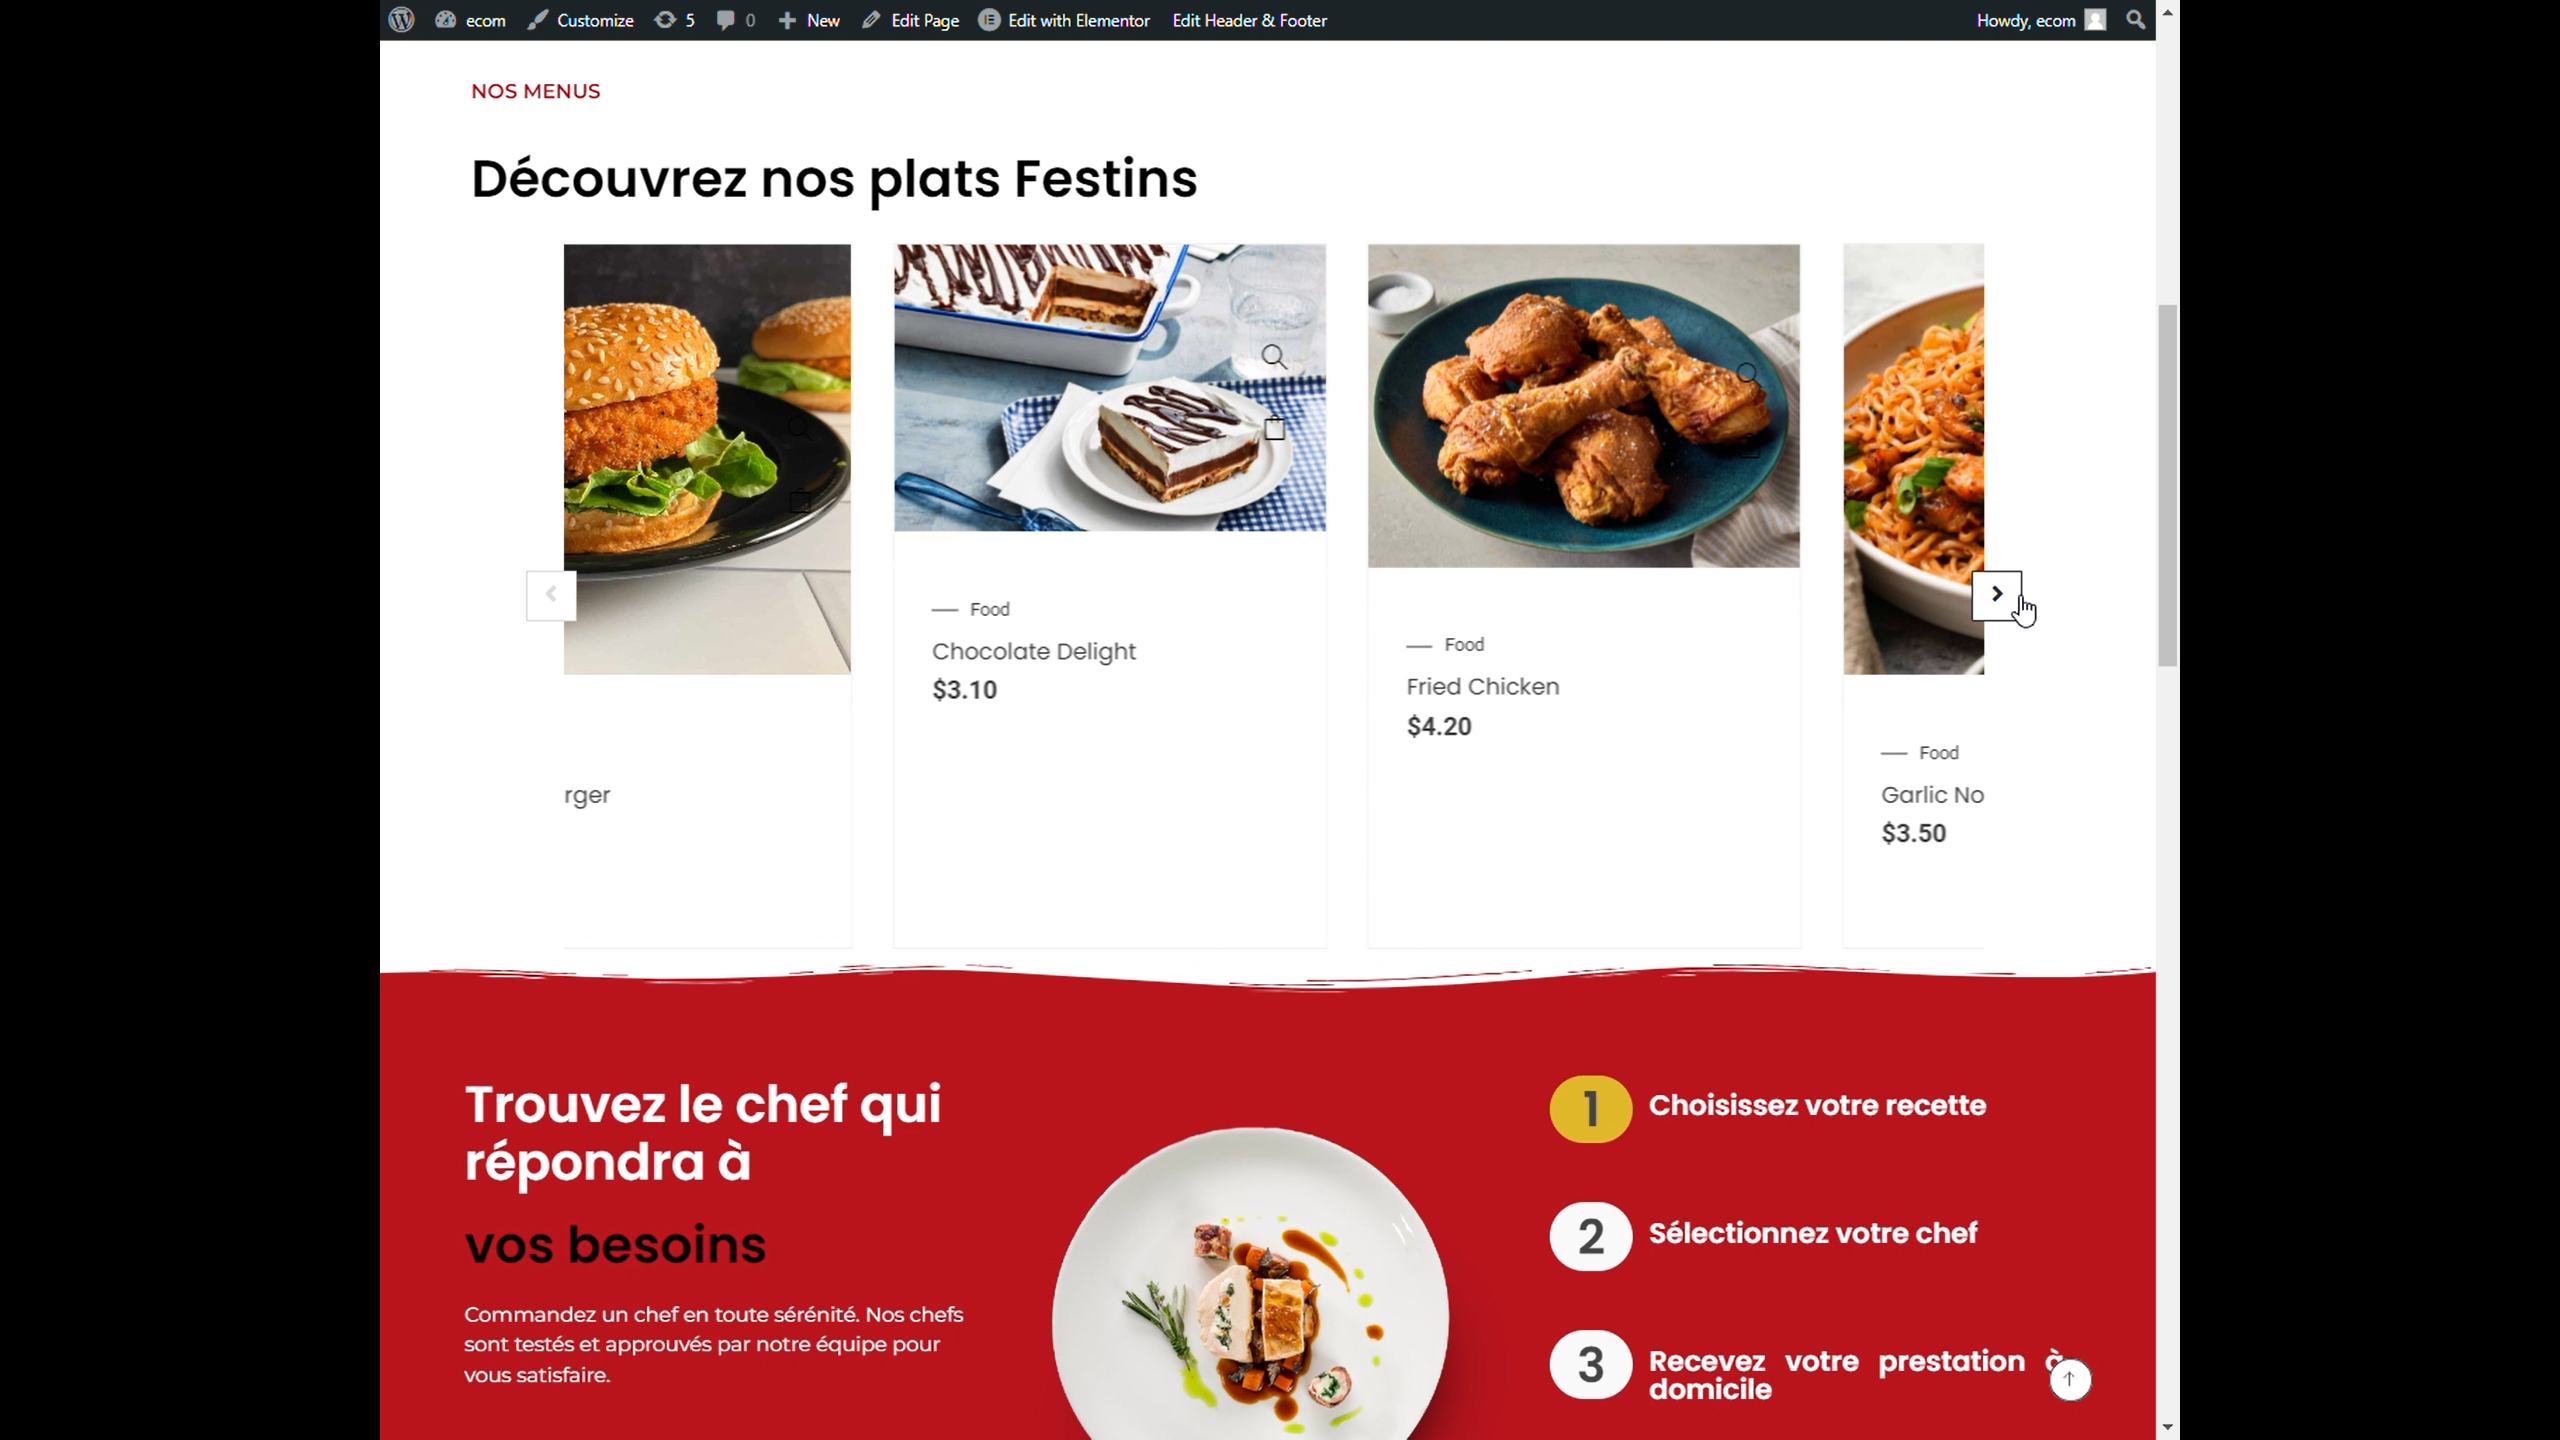 ecom Customize 5 0 New Edit Page Edit with Elementor Edit Header & Footer Howdy, ecom
NOS MENUS
Découvrez nos plats Festins
rger
Food
Chocolate Delight
$3.10
Food
Fried Chicken
$4.20
Food
Garlic No
$3.50
Trouvez le chef qui
répondra à
vos besoins
Commandez un chef en toute sérénité. Nos chefs
sont testés et approuvés par notre équipe pour
vous satisfaire.
1 Choisissez votre recette
2 Sélectionnez votre chef
3 Recevez votre prestation à
domicile